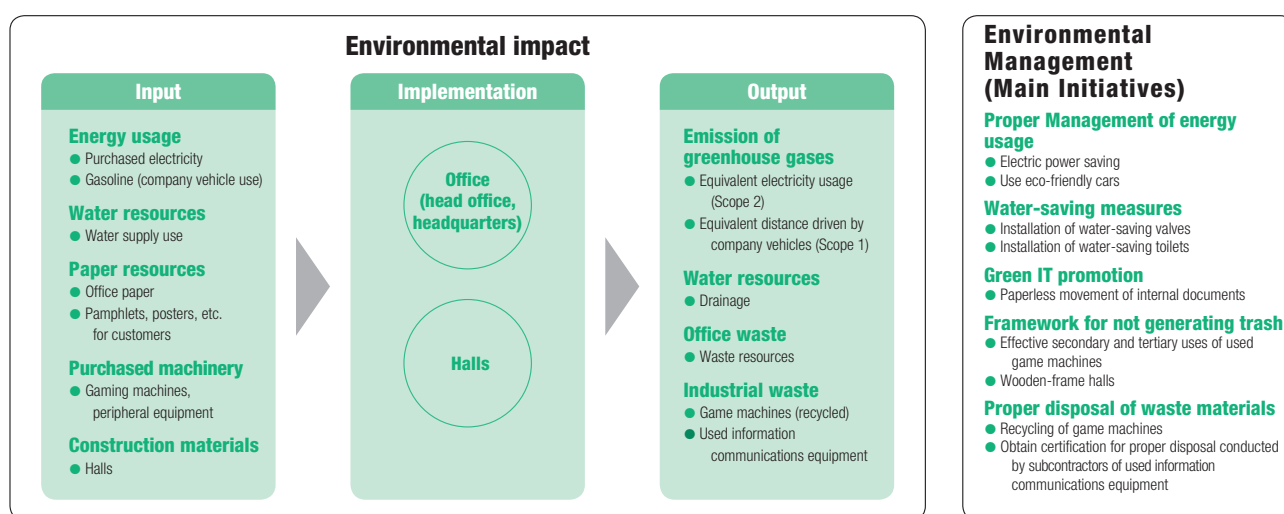 Environmental impact
Input
Energy usage
● Purchased electricity
● Gasoline (company vehicle use)
Water resources
● Water supply use
Paper resources
● Office paper
● Pamphlets, posters, etc.
for customers
Purchased machinery
● Gaming machines,
peripheral equipment
Construction materials
● Halls
Implementation
Office
(head office,
headquarters)
Halls
Output
Emission of
greenhouse gases
● Equivalent electricity usage
(Scope 2)
● Equivalent distance driven by
company vehicles (Scope 1)
Water resources
● Drainage
Office waste
● Waste resources
Industrial waste
● Game machines (recycled)
● Used information
communications equipment
Environmental
Management
(Main Initiatives)
Proper Management of energy
usage
● Electric power saving
● Use eco-friendly cars
Water-saving measures
● Installation of water-saving valves
● Installation of water-saving toilets
Green IT promotion
● Paperless movement of internal documents
Framework for not generating trash
● Effective secondary and tertiary uses of used
game machines
● Wooden-frame halls
Proper disposal of waste materials
● Recycling of game machines
● Obtain certification for proper disposal conducted
by subcontractors of used information
communications equipment